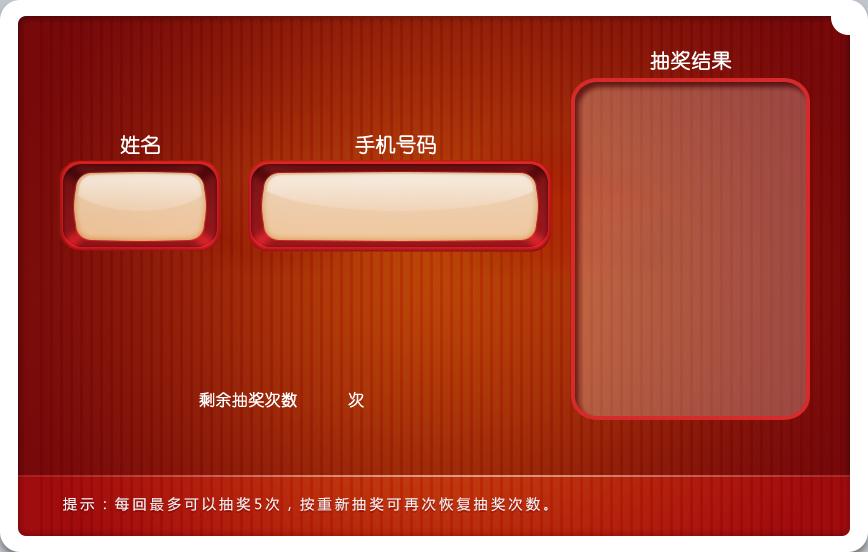 抽奖结果
姓名
手机号码
剩余抽奖次数 次
提示：每回最多可以抽奖5次，按重新抽奖可再次恢复抽奖次数。